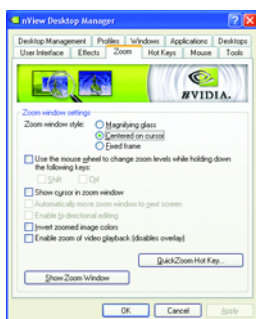 nView Desktop Manager
Desktop Management Profiles Windows Applications Desktops
User Interface Effects Zoom Hot Keys Mouse Tools
nVIDIA.
Zoom window settings
Zoom window style:
Magnifying glass
Centered on cursor
Fixed frame
Use the mouse wheel to change zoom levels while holding down
the following keys:
Shift Ctrl
Show cursor in zoom window
Automatically move zoom window to next screen
Enable bi-directional editing
Invert zoomed image colors
Enable zoom of video playback (disables overlay)
QuickZoom Hot Key...
Show Zoom Window
OK Cancel Apply